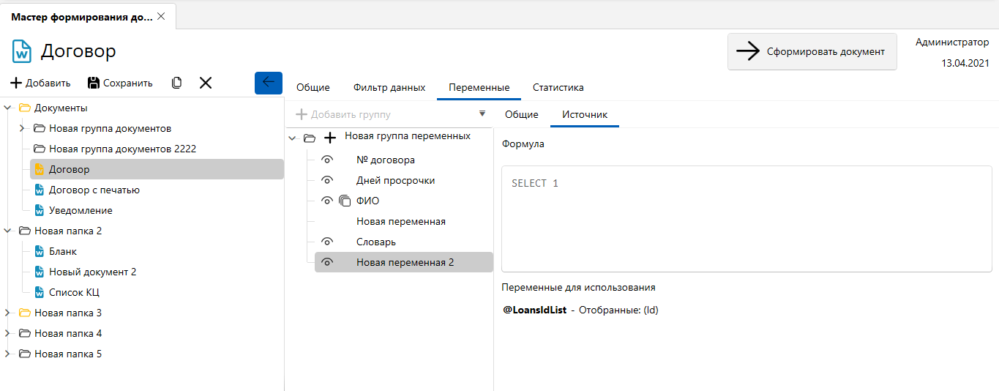 Мастер формирования до...
Договор
Сформировать документ
Администратор
13.04.2021
Добавить
Сохранить
Общие
Фильтр данных
Переменные
Статистика
Документы
Новая группа документов
Новая группа документов 2222
Договор
Договор с печатью
Уведомление
Новая папка 2
Бланк
Новый документ 2
Список КЦ
Новая папка 3
Новая папка 4
Новая папка 5
Добавить группу
Новая группа переменных
№ договора
Дней просрочки
ФИО
Новая переменная
Словарь
Новая переменная 2
Общие
Источник
Формула
SELECT 1
Переменные для использования
@LoansIdList - Отобранные: (Id)